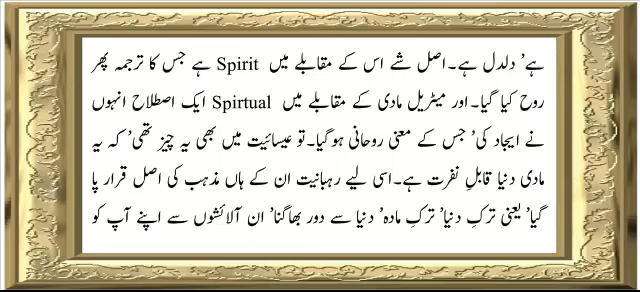 ہے’ دلدل ہے۔اصل شے اس کے مقابلے میں Spirit ہے جس کا ترجمہ پھر
روح کیا گیا۔اور میٹریل مادی کے مقابلے میں Spirtual ایک اصطلاح انہوں
نے ایجاد کی’ جس کے معنی روحانی ہوگیا۔تو عیسائیت میں بھی یہ چیز تھی’ کہ یہ
مادی دنیا قابلِ نفرت ہے۔اسی لیے رہبانیت ان کے ہاں مذہب کی اصل قرار پا
گیا’ یعنی ترکِ دنیا’ ترکِ مادہ’ دنیا سے دور بھاگنا’ ان آلائشوں سے اپنے آپ کو